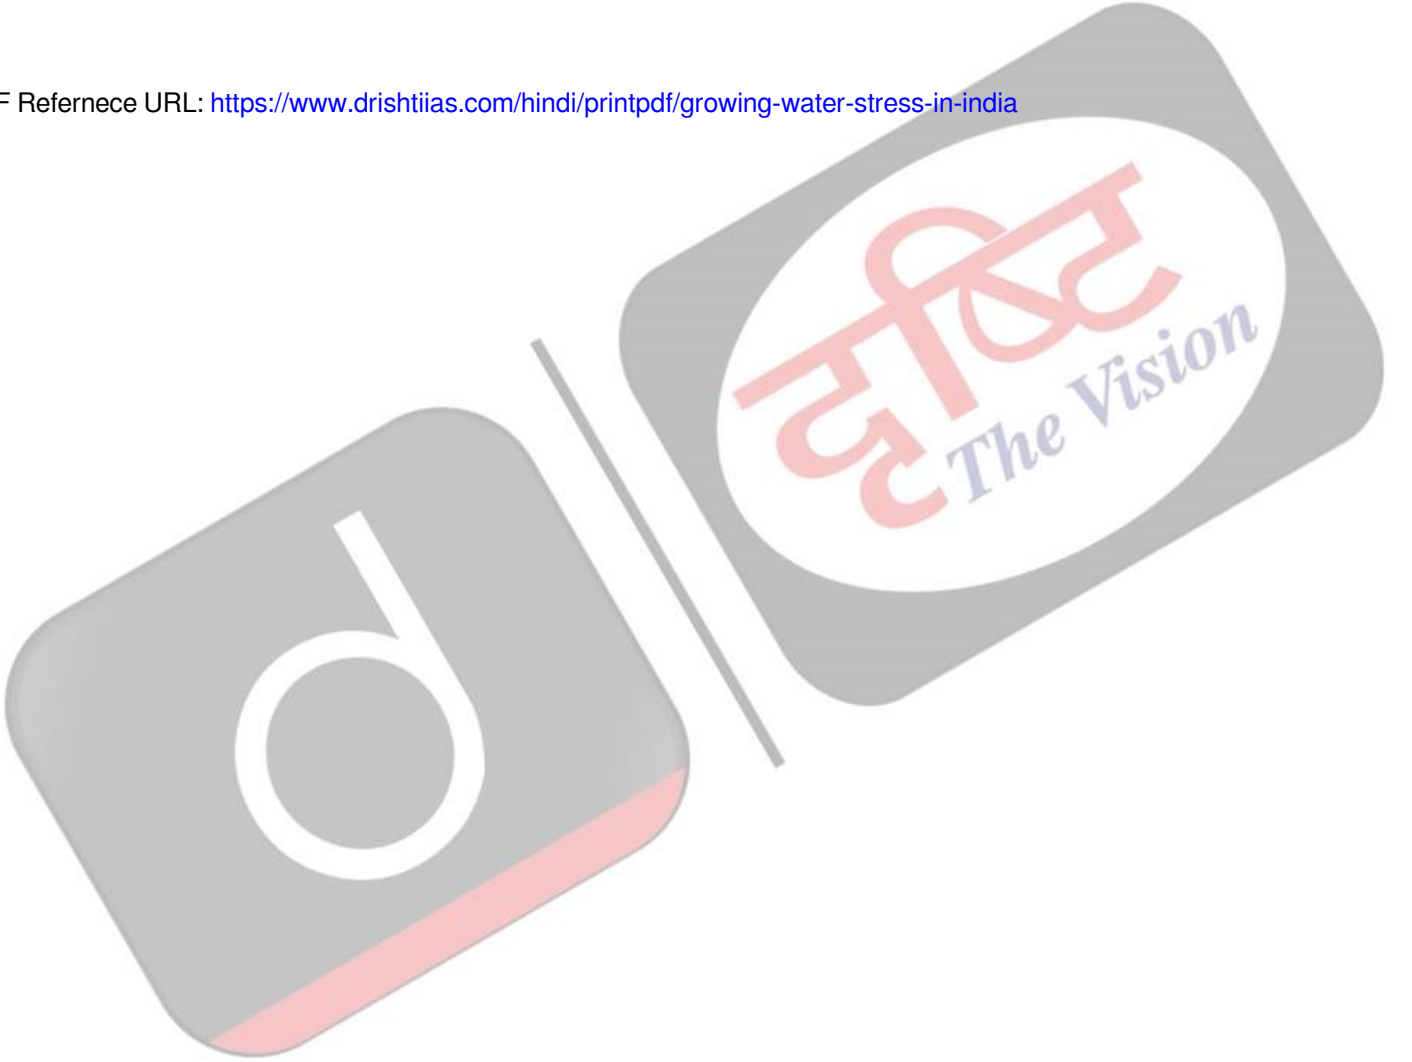 F Refernece URL: https://www.drishtiias.com/hindi/printpdf/growing-water-stress-in-india
दृष्टि
The Vision
d